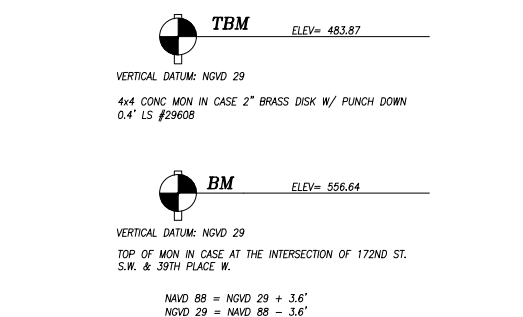 TBM ELEV= 483.87
VERTICAL DATUM: NGVD 29
4x4 CONC MON IN CASE 2" BRASS DISK W/ PUNCH DOWN
0.4' LS #29608
BM ELEV= 556.64
VERTICAL DATUM: NGVD 29
TOP OF MON IN CASE AT THE INTERSECTION OF 172ND ST.
S.W. & 39TH PLACE W.
NAVD 88 = NGVD 29 + 3.6'
NGVD 29 = NAVD 88 - 3.6'